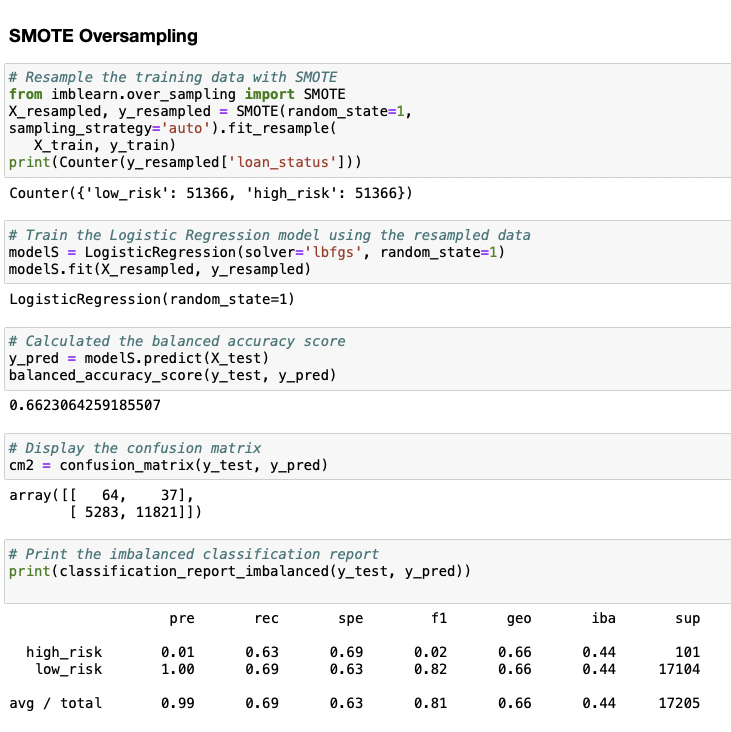 SMOTE Oversampling
# Resample the training data with SMOTE
from imblearn.over_sampling import SMOTE
X_resampled, y_resampled = SMOTE(random_state=1,
sampling_strategy='auto').fit_resample(
   X_train, y_train)
print(Counter(y_resampled['loan_status']))
Counter({'low_risk': 51366, 'high_risk': 51366})
# Train the Logistic Regression model using the resampled data
modelS = LogisticRegression(solver='lbfgs', random_state=1)
modelS.fit(X_resampled, y_resampled)
LogisticRegression(random_state=1)
# Calculated the balanced accuracy score
y_pred = modelS.predict(X_test)
balanced_accuracy_score(y_test, y_pred)
0.6623064259185507
# Display the confusion matrix
cm2 = confusion_matrix(y_test, y_pred)
array([[   64,    37],
       [ 5283, 11821]])
# Print the imbalanced classification report
print(classification_report_imbalanced(y_test, y_pred))
pre rec spe f1 geo iba sup
high_risk 0.01 0.63 0.69 0.02 0.66 0.44 101
low_risk 1.00 0.69 0.63 0.82 0.66 0.44 17104
avg / total 0.99 0.69 0.63 0.81 0.66 0.44 17205